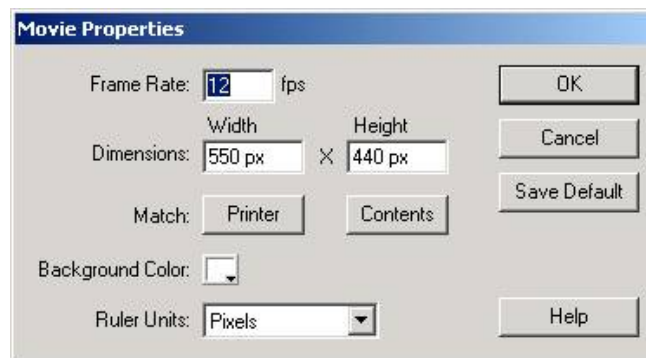 Movie Properties
Frame Rate: 12 fps
OK
Width Height
Dimensions: 550 px X 440 px
Cancel
Match: Printer Contents
Save Default
Background Color:
Ruler Units: Pixels
Help